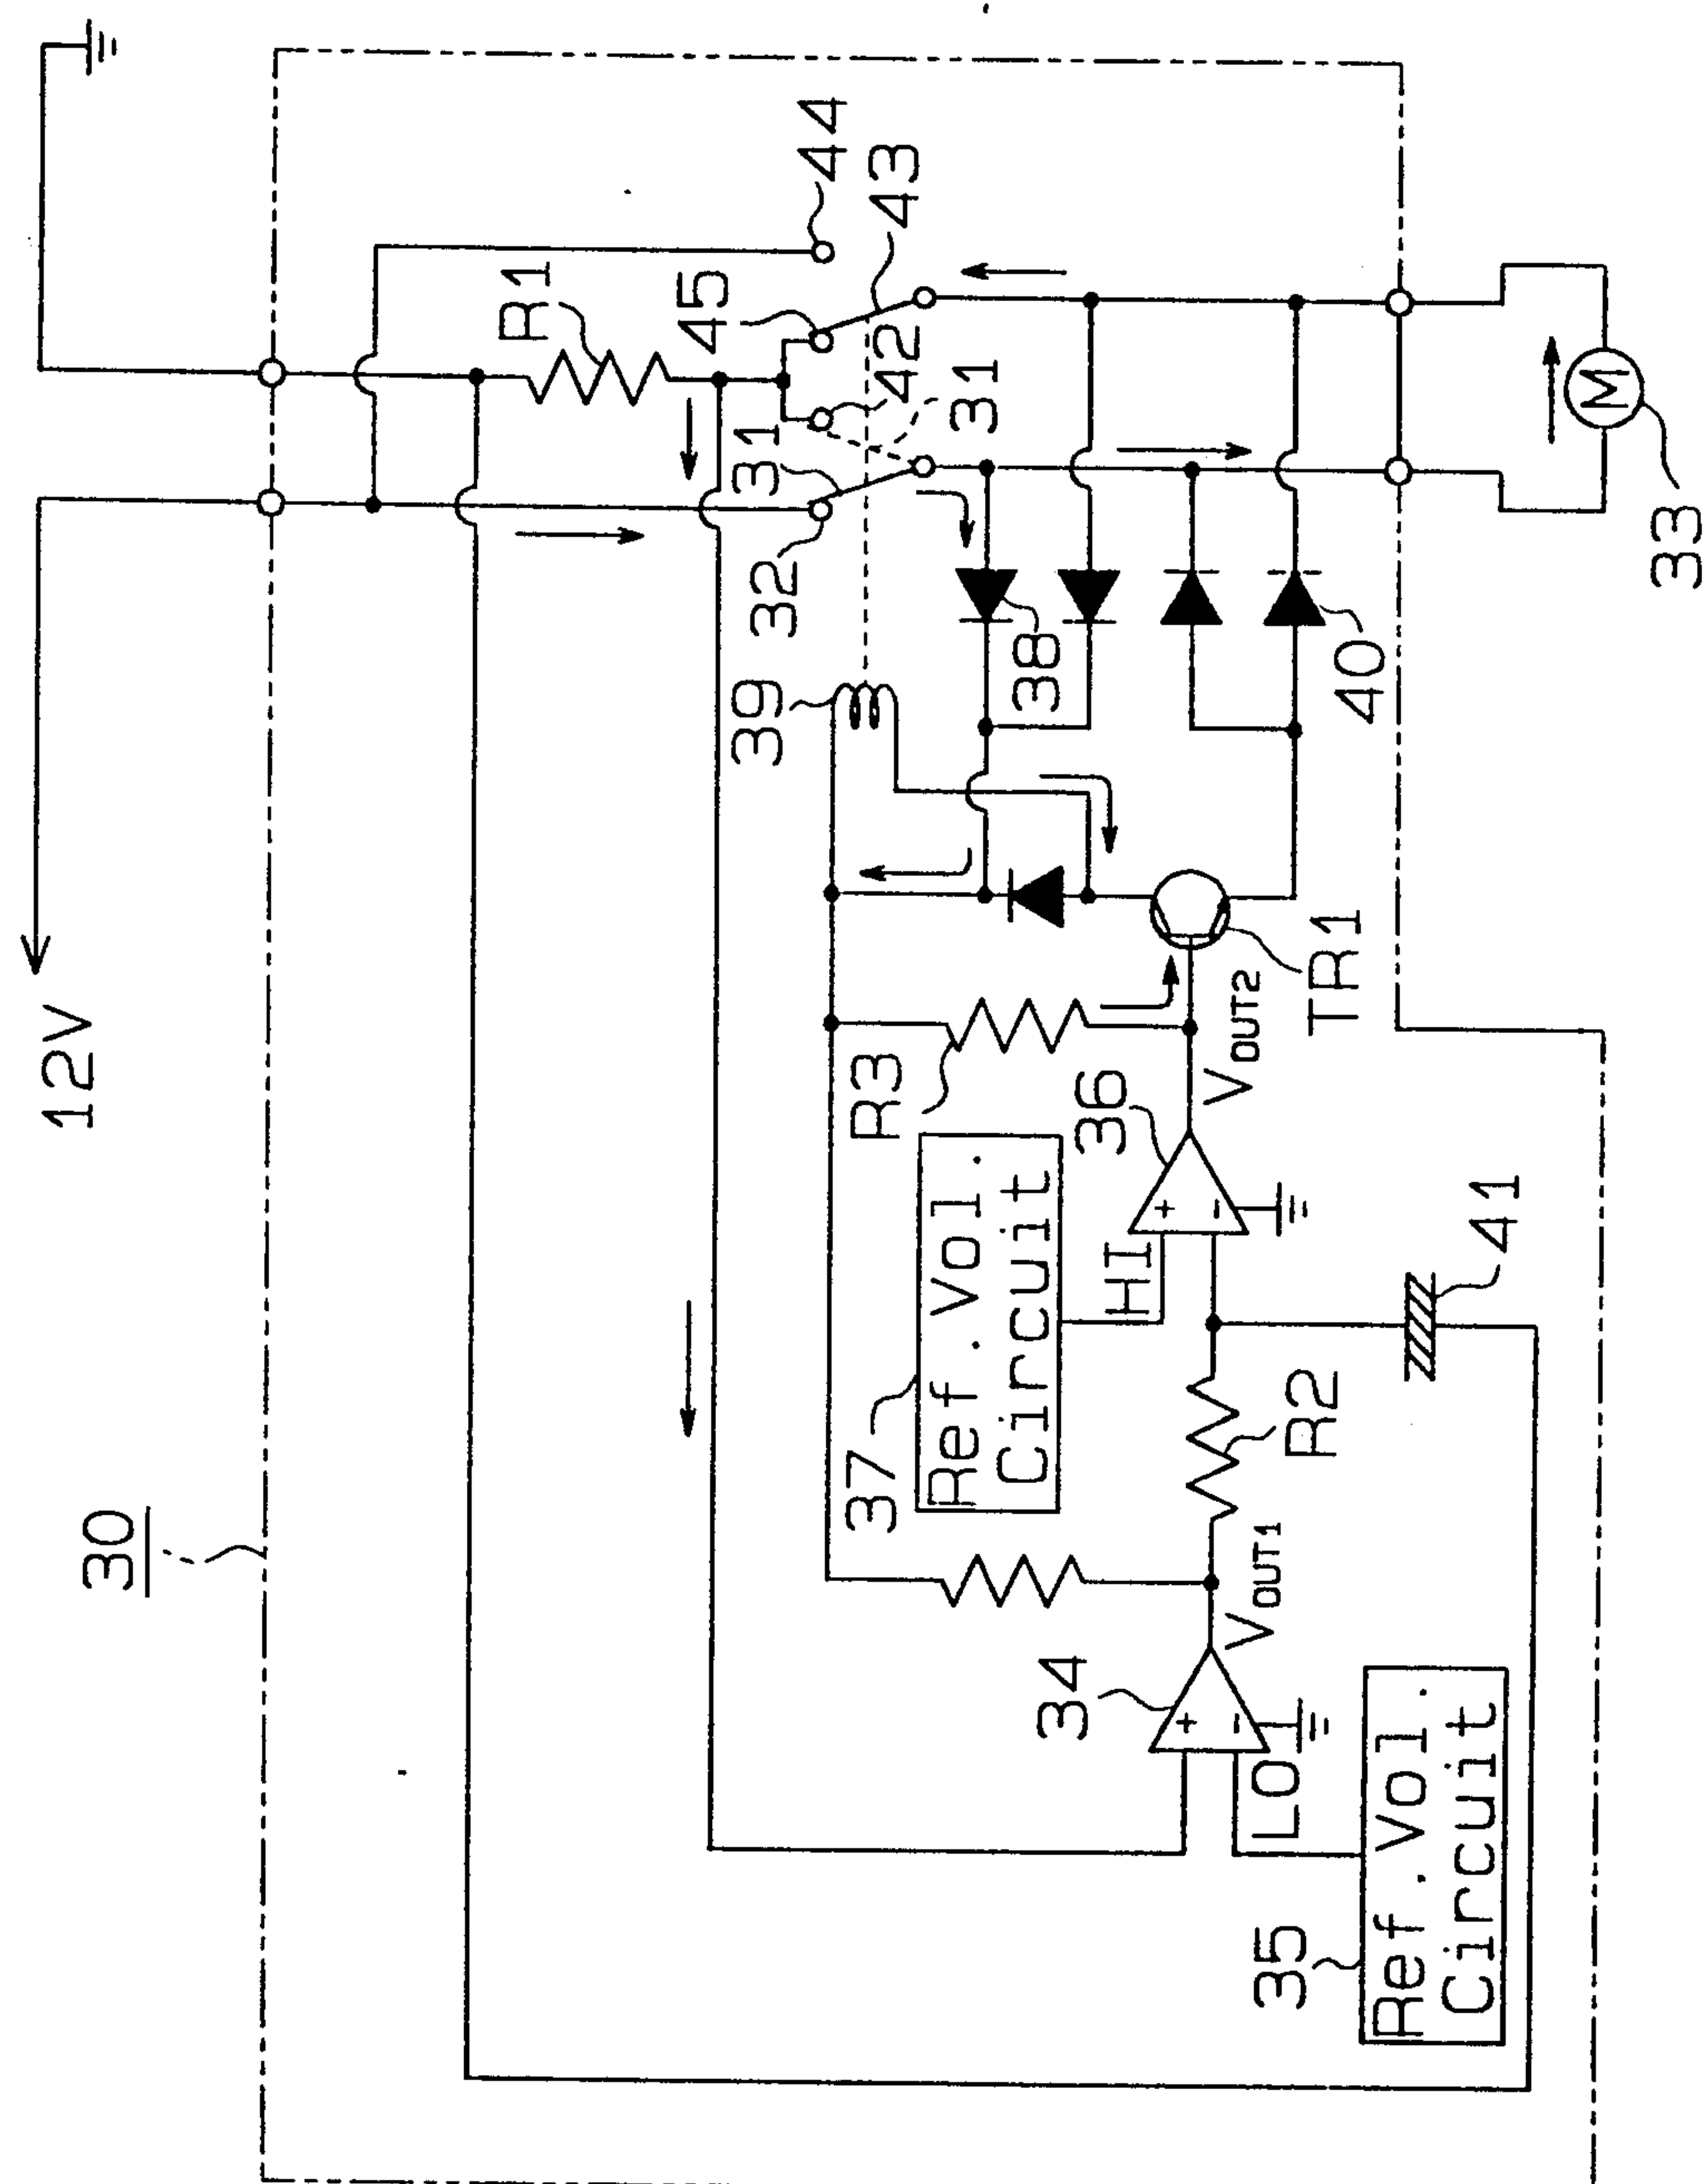 12V
30
44
43
R1
45
42
31
31
32
39
38
40
33
TR1
R3
VOUT2
36
37
Ref.Vol.
Circuit
HI
41
R2
VOUT1
34
LO
35
Ref.Vol.
Circuit
M
+
-
+
-